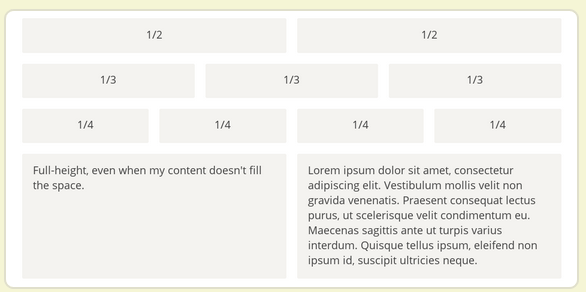 1/2
1/2
1/3
1/3
1/3
1/4
1/4
1/4
1/4
Full-height, even when my content doesn't fill
the space.
Lorem ipsum dolor sit amet, consectetur
adipiscing elit. Vestibulum mollis velit non
gravida venenatis. Praesent consequat lectus
purus, ut scelerisque velit condimentum eu.
Maecenas sagittis ante ut turpis varius
interdum. Quisque tellus ipsum, eleifend non
ipsum id, suscipit ultricies neque.